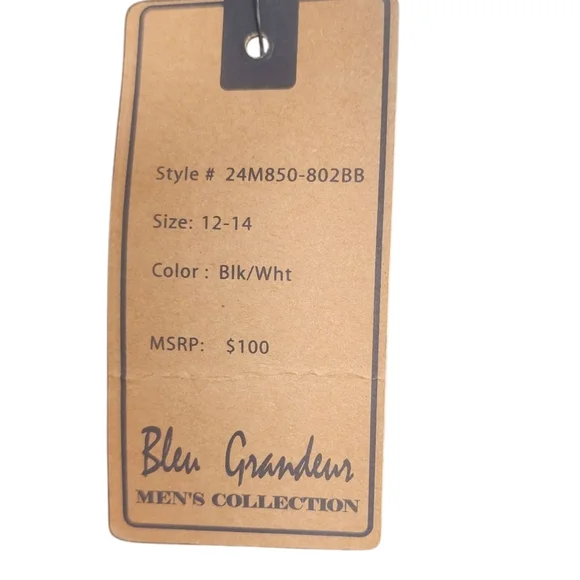 Style # 24M850-802BB
Size: 12-14
Color : Blk/Wht
MSRP: $100
Bleu Grandeur
MEN'S COLLECTION